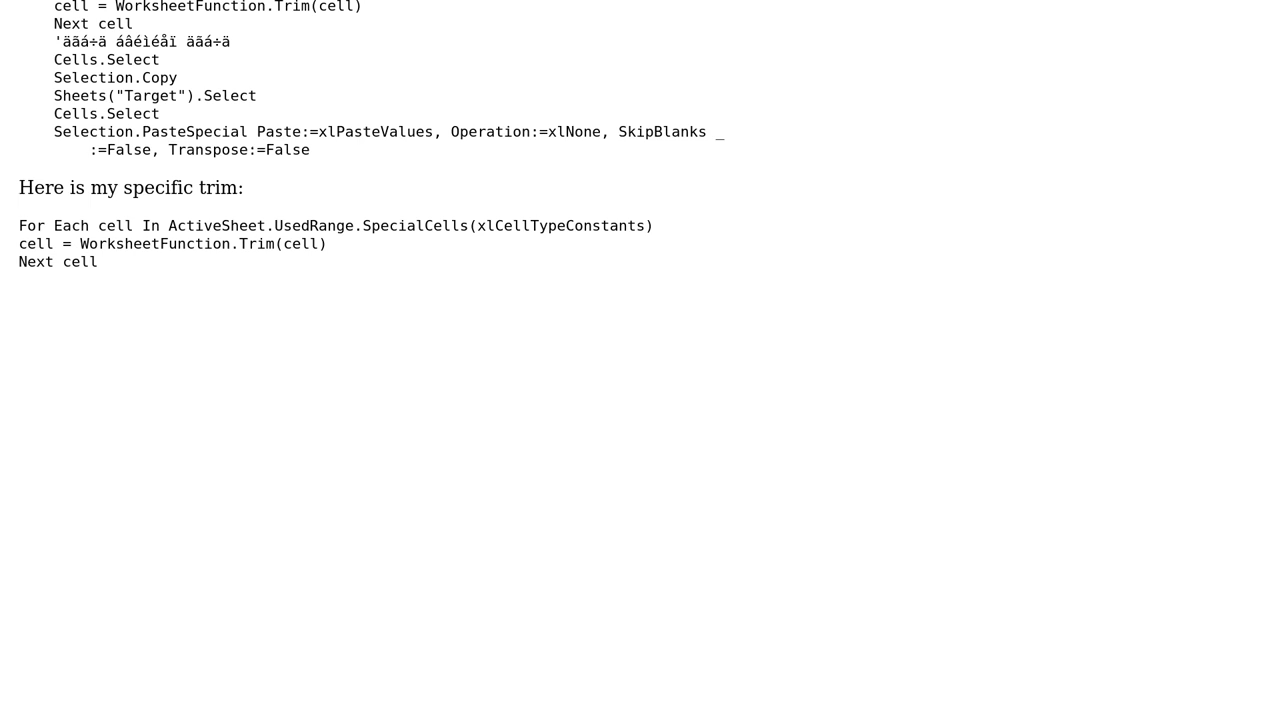 cell = WorksheetFunction.Trim(cell)
Next cell
'äãá÷ä áâéìéåï äãá÷ä
Cells.Select
Selection.Copy
Sheets("Target").Select
Cells.Select
Selection.PasteSpecial Paste:=xlPasteValues, Operation:=xlNone, SkipBlanks _
:=False, Transpose:=False
Here is my specific trim:
For Each cell In ActiveSheet.UsedRange.SpecialCells(xlCellTypeConstants)
cell = WorksheetFunction.Trim(cell)
Next cell